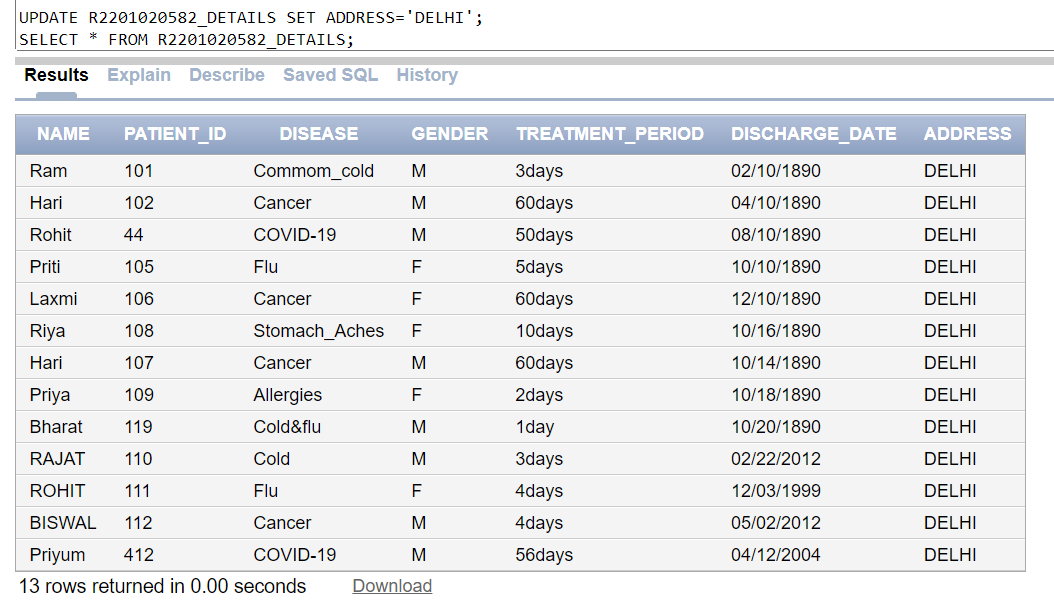 UPDATE R2201020582_DETAILS SET ADDRESS='DELHI';
SELECT * FROM R2201020582_DETAILS;
Results Explain Describe Saved SQL History
NAME PATIENT_ID DISEASE GENDER TREATMENT_PERIOD DISCHARGE_DATE ADDRESS
Ram 101 Commom_cold M 3days 02/10/1890 DELHI
Hari 102 Cancer M 60days 04/10/1890 DELHI
Rohit 44 COVID-19 M 50days 08/10/1890 DELHI
Priti 105 Flu F 5days 10/10/1890 DELHI
Laxmi 106 Cancer F 60days 12/10/1890 DELHI
Riya 108 Stomach_Aches F 10days 10/16/1890 DELHI
Hari 107 Cancer M 60days 10/14/1890 DELHI
Priya 109 Allergies F 2days 10/18/1890 DELHI
Bharat 119 Cold&flu M 1day 10/20/1890 DELHI
RAJAT 110 Cold M 3days 02/22/2012 DELHI
ROHIT 111 Flu F 4days 12/03/1999 DELHI
BISWAL 112 Cancer M 4days 05/02/2012 DELHI
Priyum 412 COVID-19 M 56days 04/12/2004 DELHI
13 rows returned in 0.00 seconds Download